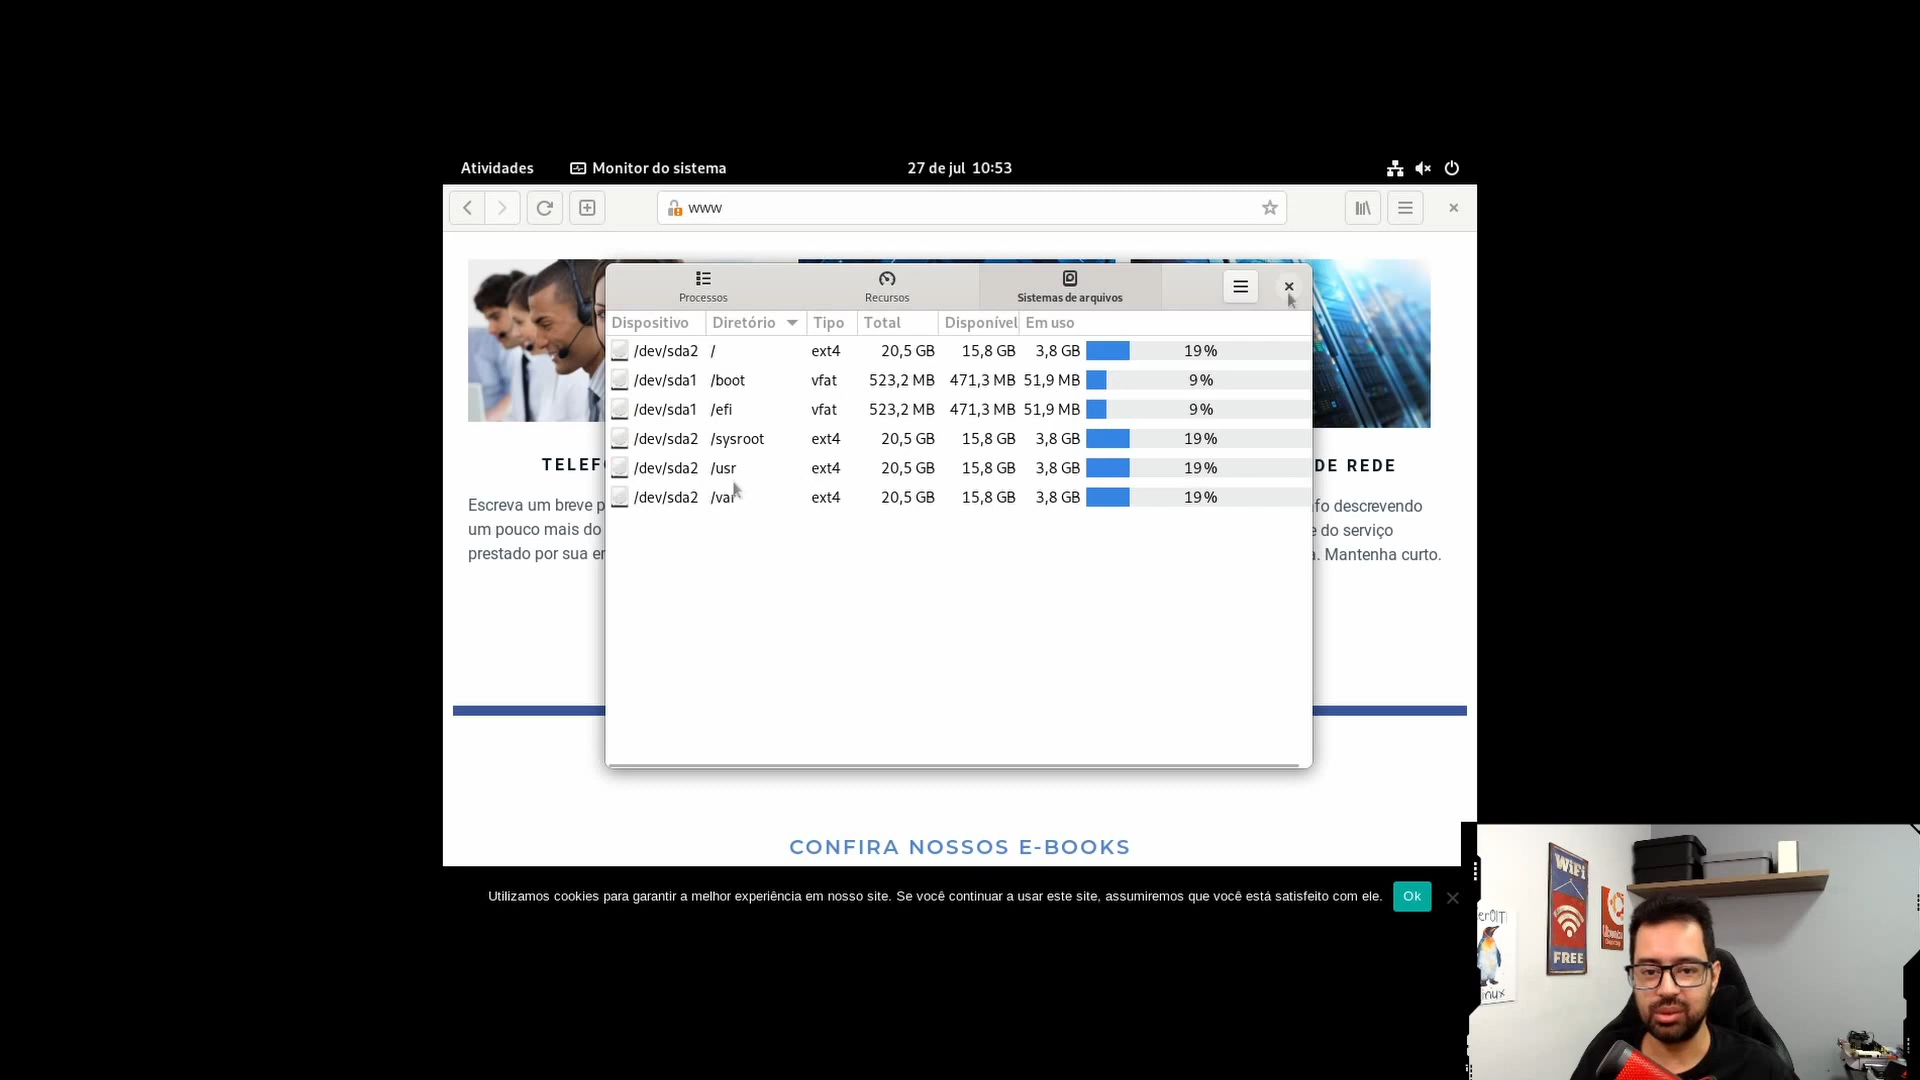 Atividades
Monitor do sistema
27 de jul 10:53
www
Processos
Recursos
Sistemas de arquivos
Dispositivo Diretório Tipo Total Disponível Em uso
/dev/sda2 / ext4 20,5 GB 15,8 GB 3,8 GB 19%
/dev/sda1 /boot vfat 523,2 MB 471,3 MB 51,9 MB 9%
/dev/sda1 /efi vfat 523,2 MB 471,3 MB 51,9 MB 9%
/dev/sda2 /sysroot ext4 20,5 GB 15,8 GB 3,8 GB 19%
/dev/sda2 /usr ext4 20,5 GB 15,8 GB 3,8 GB 19%
/dev/sda2 /var ext4 20,5 GB 15,8 GB 3,8 GB 19%
TELEF
Escreva um breve p
um pouco mais do
prestado por sua e
DE REDE
fo descrevendo
e do serviço
a. Mantenha curto.
CONFIRA NOSSOS E-BOOKS
Utilizamos cookies para garantir a melhor experiência em nosso site. Se você continuar a usar este site, assumiremos que você está satisfeito com ele.
Ok
WiFi
FREE
Ubuntu
erOIT
inux